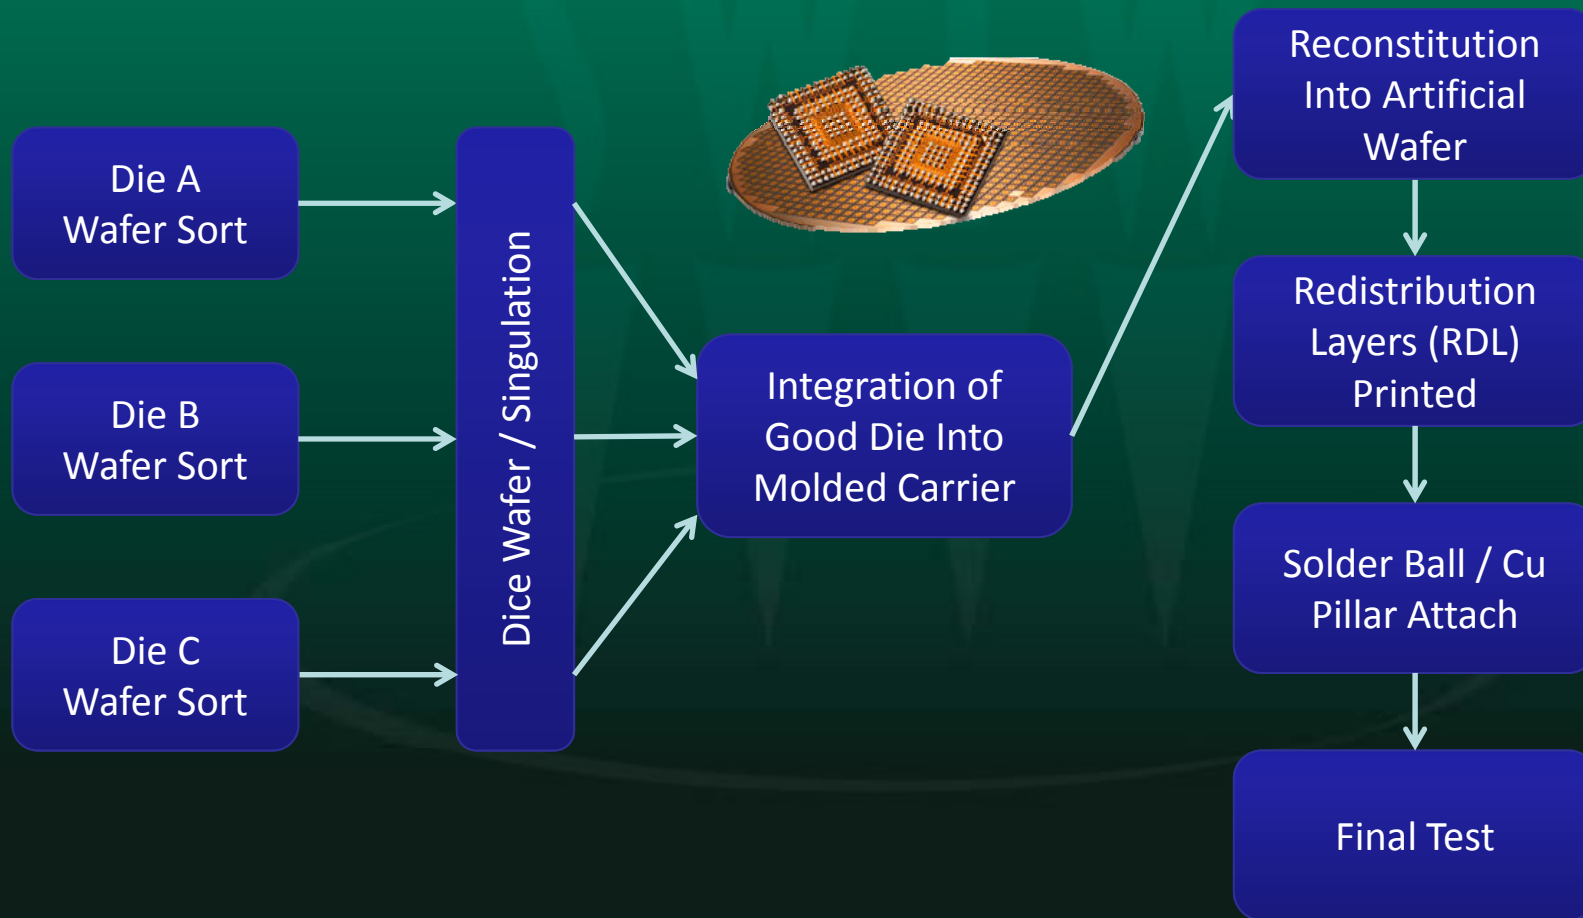 Die A
Wafer Sort
Die B
Wafer Sort
Die C
Wafer Sort
Dice Wafer / Singulation
Integration of
Good Die Into
Molded Carrier
Reconstitution
Into Artificial
Wafer
Redistribution
Layers (RDL)
Printed
Solder Ball / Cu
Pillar Attach
Final Test